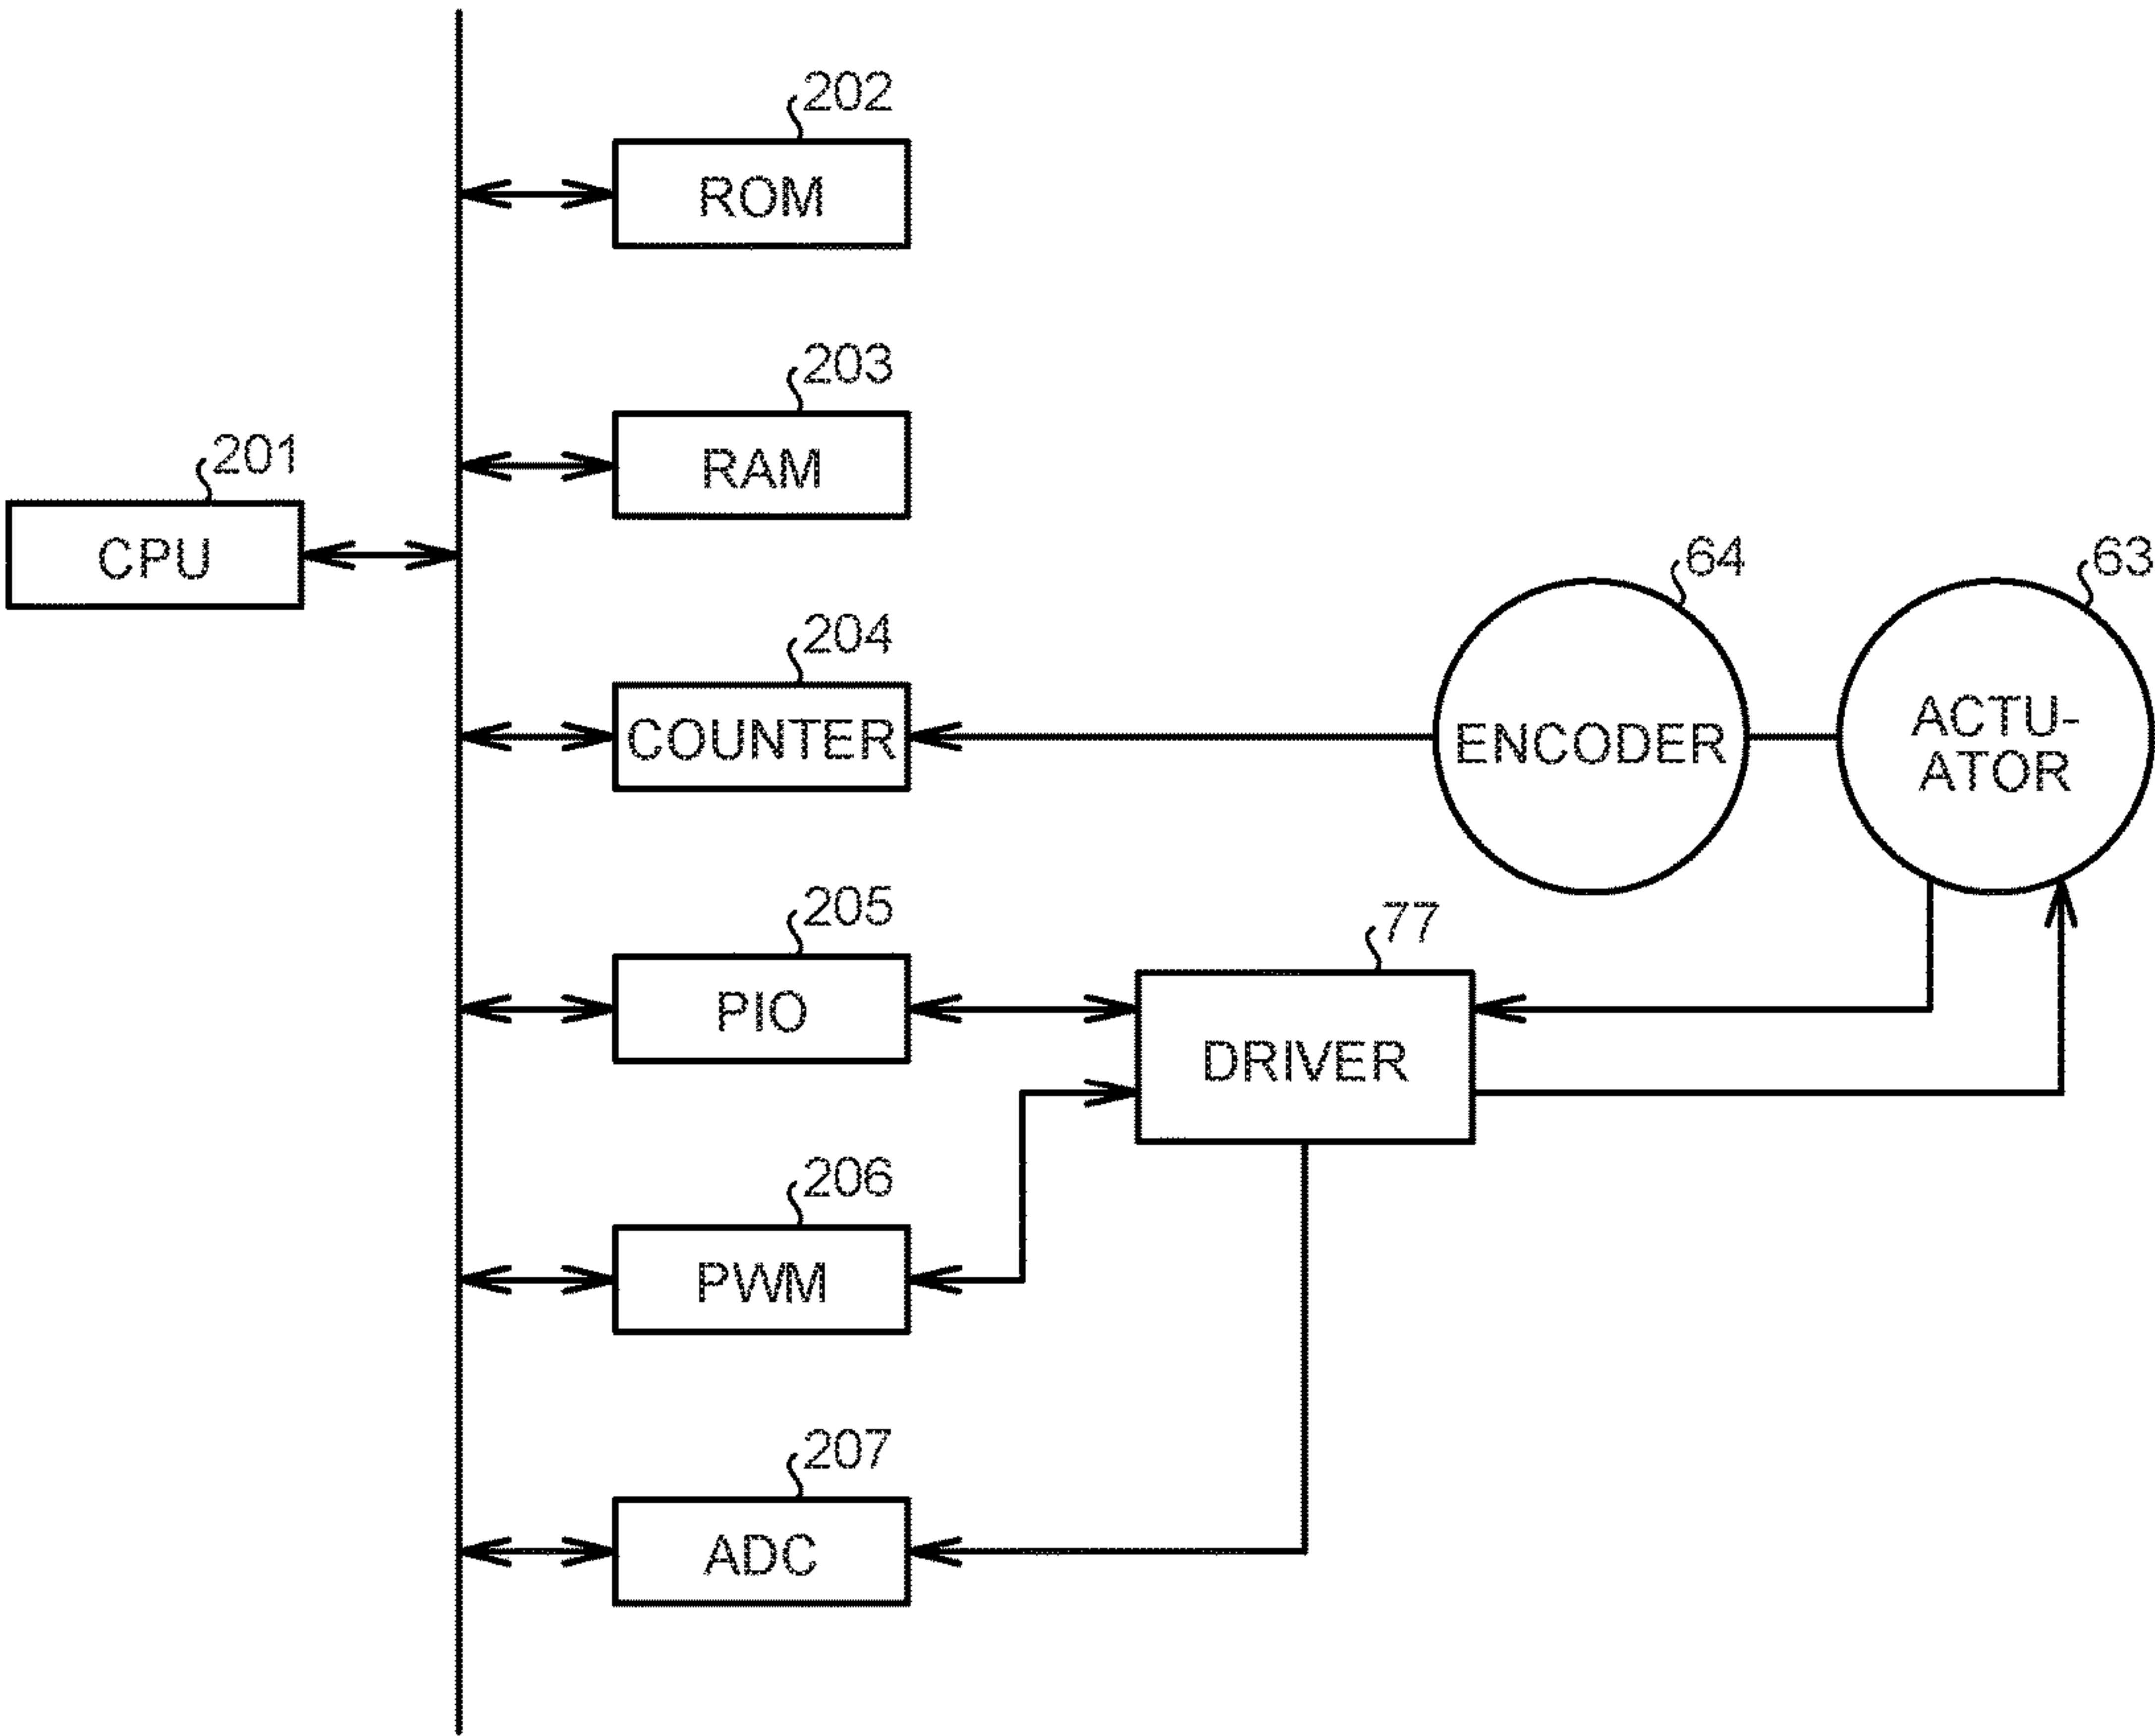 202
ROM
203
RAM
201
CPU
204
COUNTER
64
ENCODER
63
ACTU-
ATOR
205
PIO
77
DRIVER
206
PWM
207
ADC